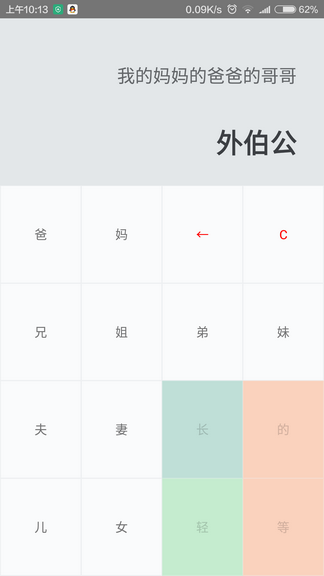 上午10:13 0.09K/s 62%
我的妈妈的爸爸的哥哥
外伯公
爸 妈 ← C
兄 姐 弟 妹
夫 妻 长 的
儿 女 轻 等